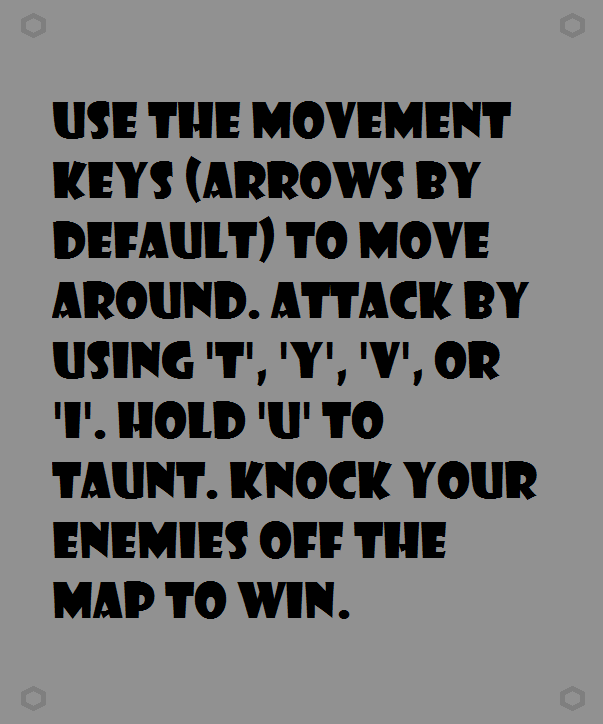 USE THE MOVEMENT
KEYS (ARROWS BY
DEFAULT) TO MOVE
AROUND. ATTACK BY
USING 'T', 'Y', 'V', OR
'I'. HOLD 'U' TO
TAUNT. KNOCK YOUR
ENEMIES OFF THE
MAP TO WIN.